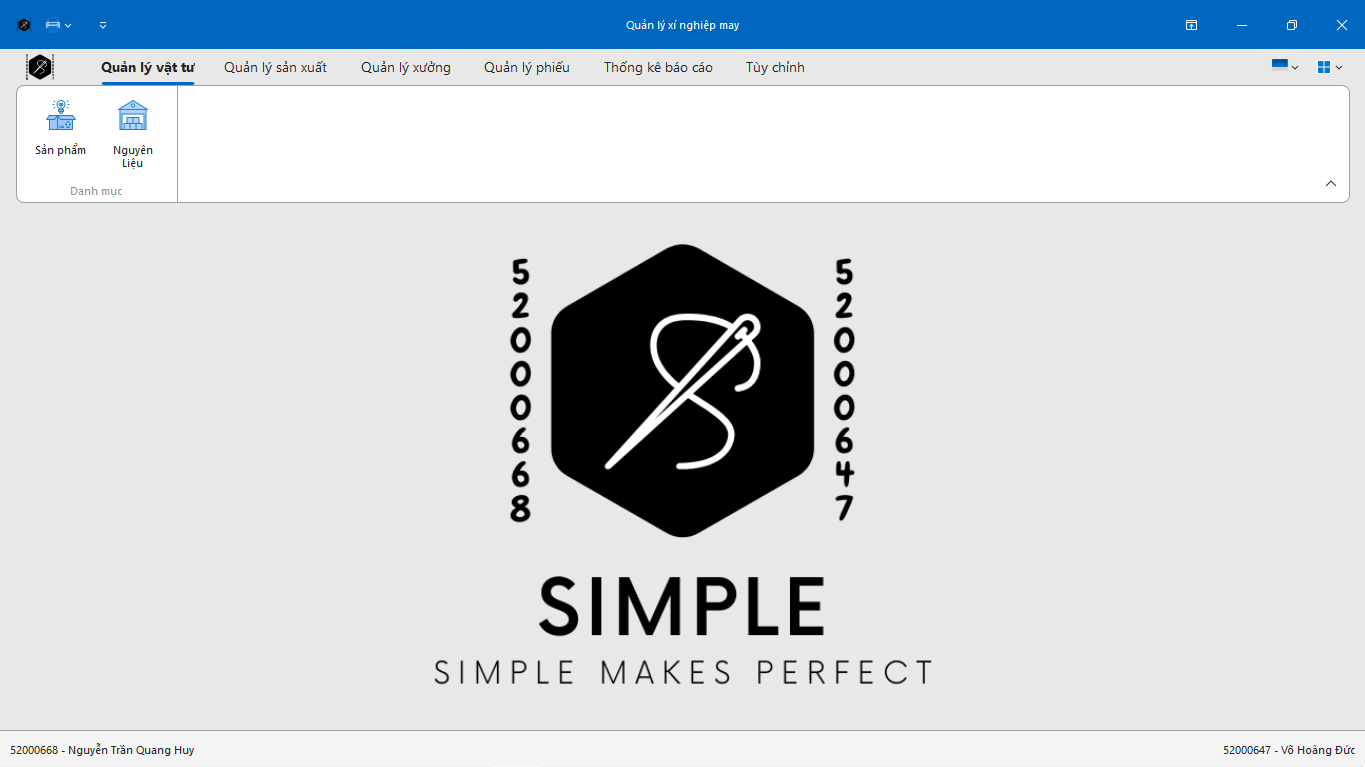 Quản lý xí nghiệp may
Quản lý vật tư
Quản lý sản xuất
Quản lý xưởng
Quản lý phiếu
Thống kê báo cáo
Tùy chỉnh
Sản phẩm
Nguyên
Liệu
Danh mục
52000668
52000647
SIMPLE
SIMPLE MAKES PERFECT
52000668 - Nguyễn Trần Quang Huy
52000647 - Võ Hoàng Đức